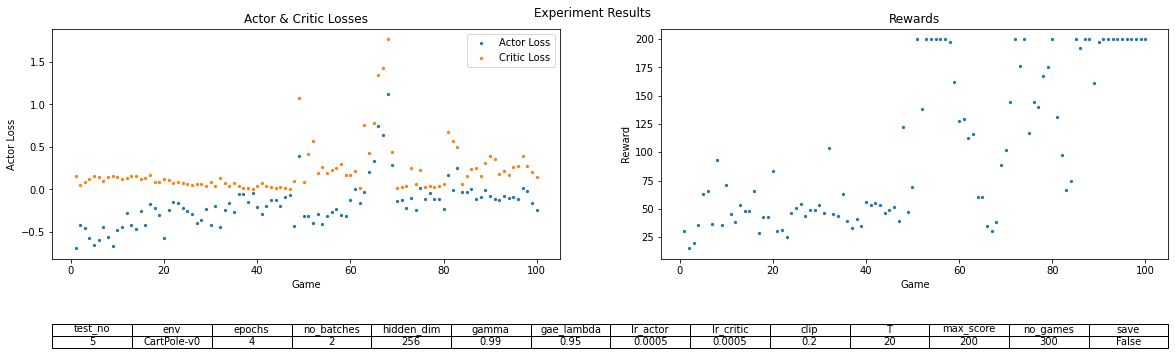 Experiment Results
Actor & Critic Losses
Actor Loss
Critic Loss
Actor Loss
1.5
1.0
0.5
0.0
−0.5
0 20 40 60 80 100
Game
Rewards
Reward
200
175
150
125
100
75
50
25
0 20 40 60 80 100
Game
test_no env epochs no_batches hidden_dim gamma gae_lambda lr_actor lr_critic clip T max_score no_games save
5 CartPole-v0 4 2 256 0.99 0.95 0.0005 0.0005 0.2 20 200 300 False